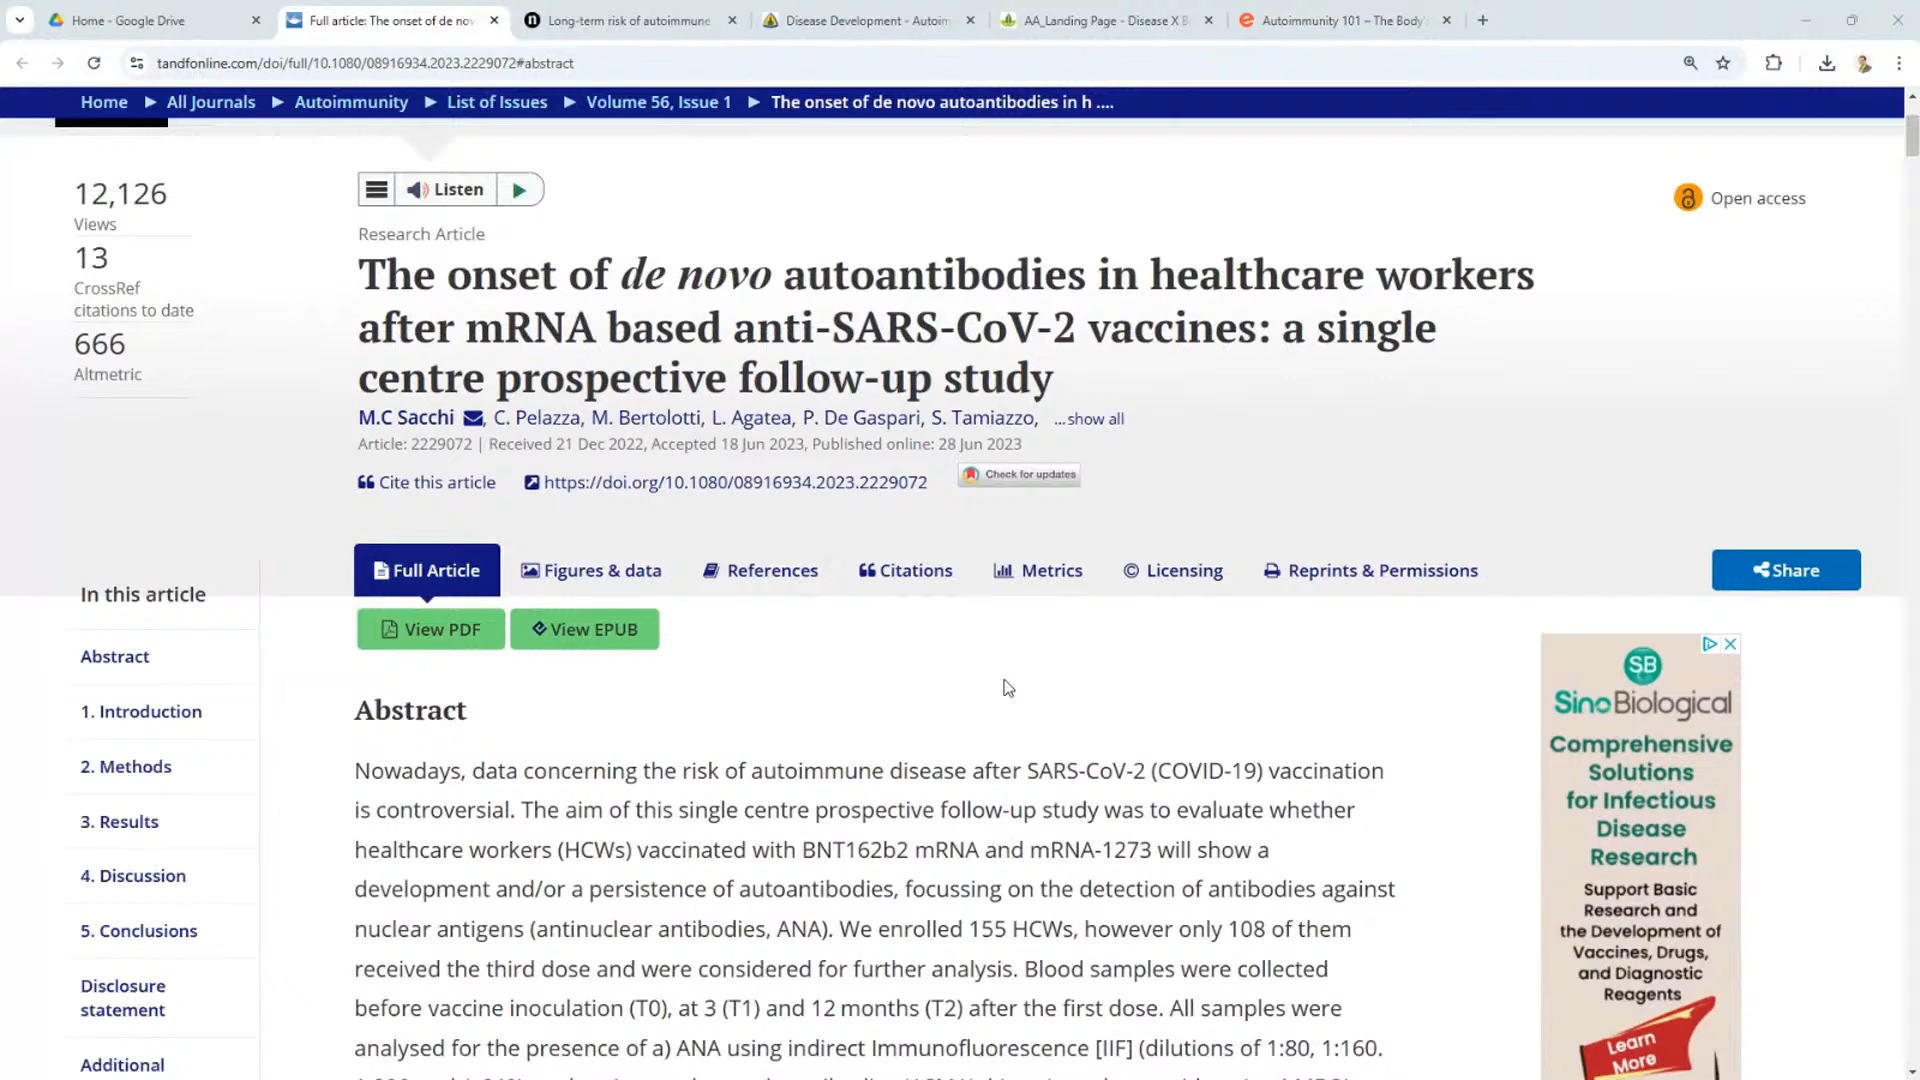 Home - Google Drive
Full article: The onset of de nov
Long-term risk of autoimmune
Disease Development - Autoim
AA_Landing Page - Disease X B
Autoimmunity 101 – The Body'
tandfonline.com/doi/full/10.1080/08916934.2023.2229072#abstract
Home ▶ All Journals ▶ Autoimmunity ▶ List of Issues ▶ Volume 56, Issue 1 ▶ The onset of de novo autoantibodies in h ....
12,126
Views
13
CrossRef
citations to date
666
Altmetric
Listen
Open access
Research Article
The onset of de novo autoantibodies in healthcare workers
after mRNA based anti-SARS-CoV-2 vaccines: a single
centre prospective follow-up study
M.C Sacchi, C. Pelazza, M. Bertolotti, L. Agatea, P. De Gaspari, S. Tamiazzo, ...show all
Article: 2229072 | Received 21 Dec 2022, Accepted 18 Jun 2023, Published online: 28 Jun 2023
Cite this article
https://doi.org/10.1080/08916934.2023.2229072
Check for updates
Full Article
Figures & data
References
Citations
Metrics
Licensing
Reprints & Permissions
Share
View PDF
View EPUB
In this article
Abstract
1. Introduction
2. Methods
3. Results
4. Discussion
5. Conclusions
Disclosure
statement
Additional
Abstract
Nowadays, data concerning the risk of autoimmune disease after SARS-CoV-2 (COVID-19) vaccination
is controversial. The aim of this single centre prospective follow-up study was to evaluate whether
healthcare workers (HCWs) vaccinated with BNT162b2 mRNA and mRNA-1273 will show a
development and/or a persistence of autoantibodies, focussing on the detection of antibodies against
nuclear antigens (antinuclear antibodies, ANA). We enrolled 155 HCWs, however only 108 of them
received the third dose and were considered for further analysis. Blood samples were collected
before vaccine inoculation (T0), at 3 (T1) and 12 months (T2) after the first dose. All samples were
analysed for the presence of a) ANA using indirect Immunofluorescence [IIF] (dilutions of 1:80, 1:160.
SB
SinoBiological
Comprehensive
Solutions
for Infectious
Disease
Research
Support Basic
Research and
the Development of
Vaccines, Drugs,
and Diagnostic
Reagents
Learn
More